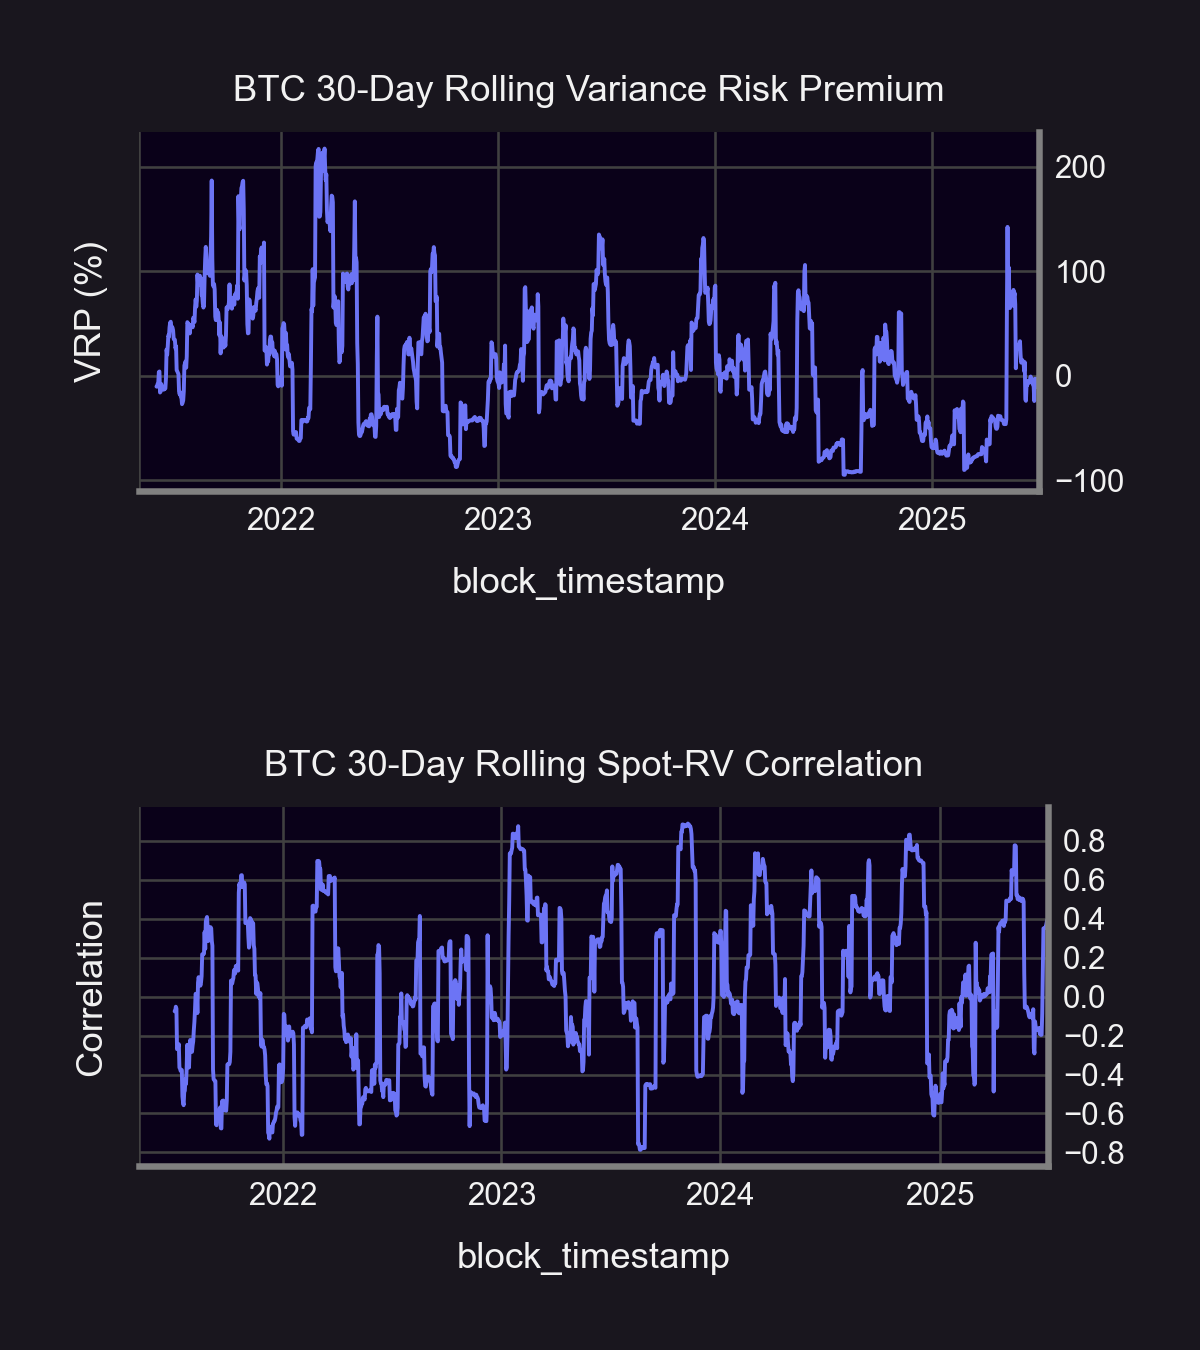 BTC 30-Day Rolling Variance Risk Premium
VRP (%)
200
100
0
−100
2022 2023 2024 2025
block_timestamp
BTC 30-Day Rolling Spot-RV Correlation
Correlation
0.8
0.6
0.4
0.2
0.0
−0.2
−0.4
−0.6
−0.8
2022 2023 2024 2025
block_timestamp